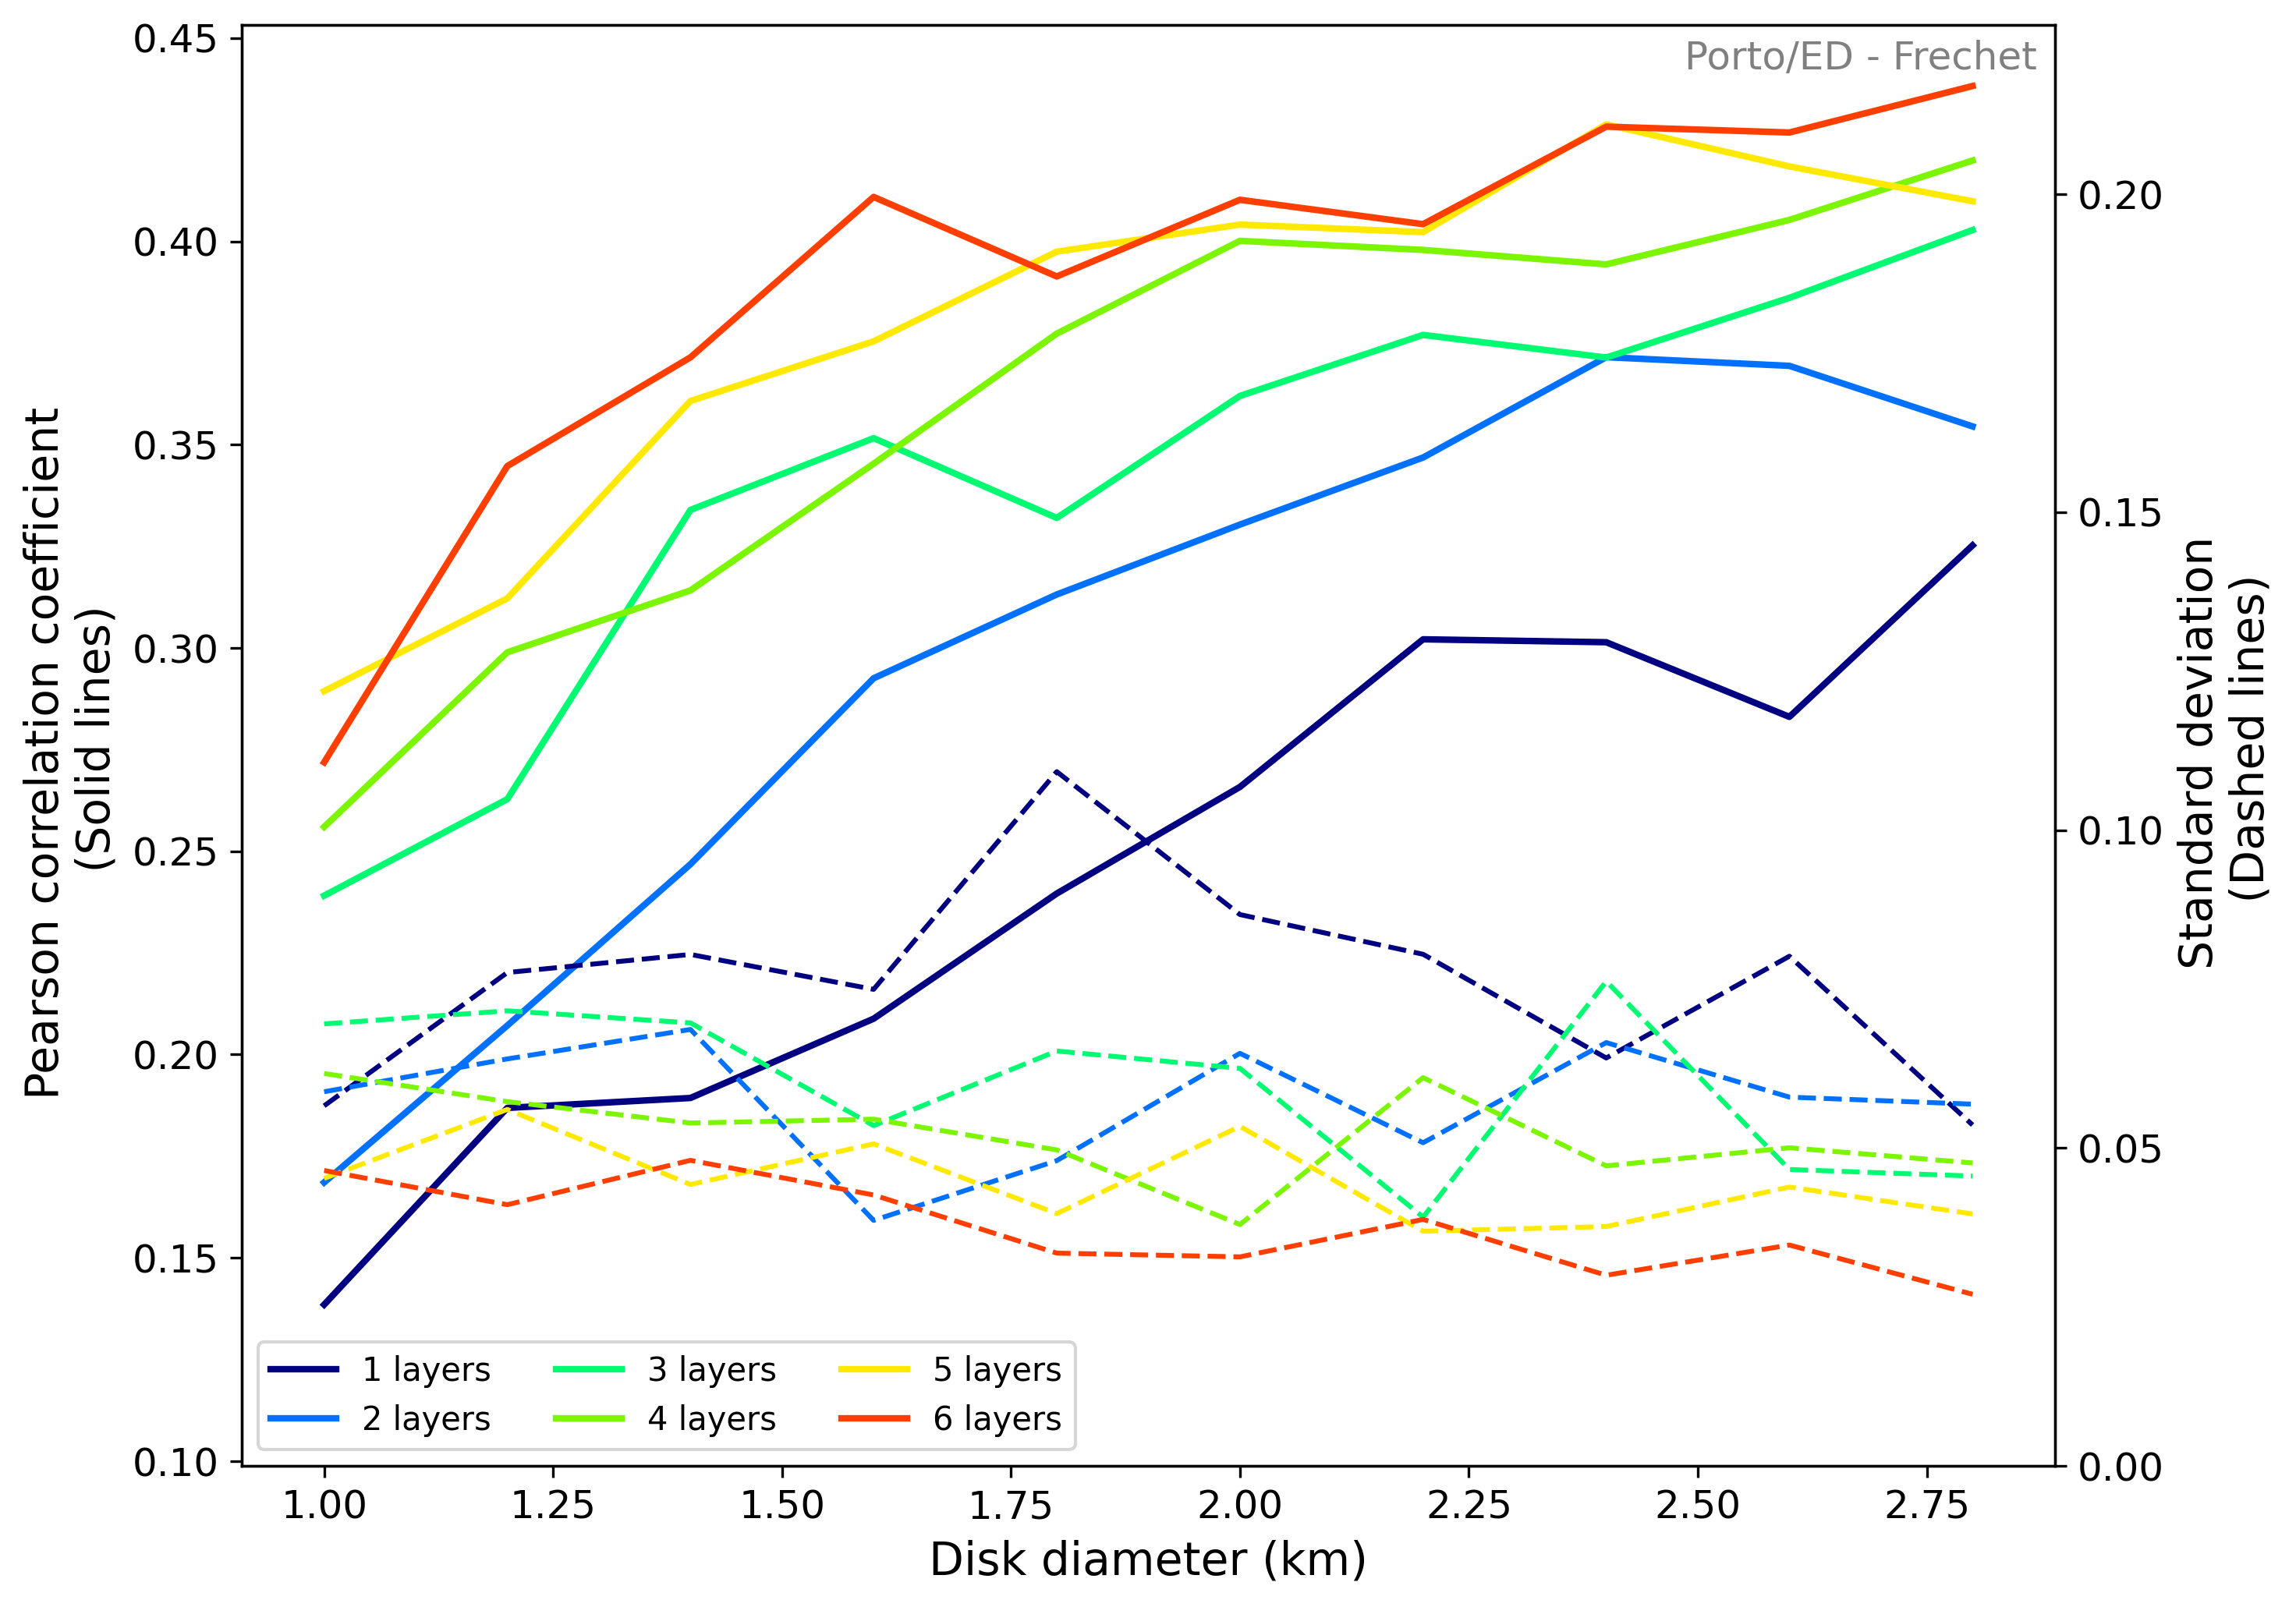 Porto/ED - Frechet
Pearson correlation coefficient
(Solid lines)
0.45
0.40
0.35
0.30
0.25
0.20
0.15
0.10
0.20
0.15
0.10
0.05
0.00
Standard deviation
(Dashed lines)
1 layers
2 layers
3 layers
4 layers
5 layers
6 layers
1.00 1.25 1.50 1.75 2.00 2.25 2.50 2.75
Disk diameter (km)